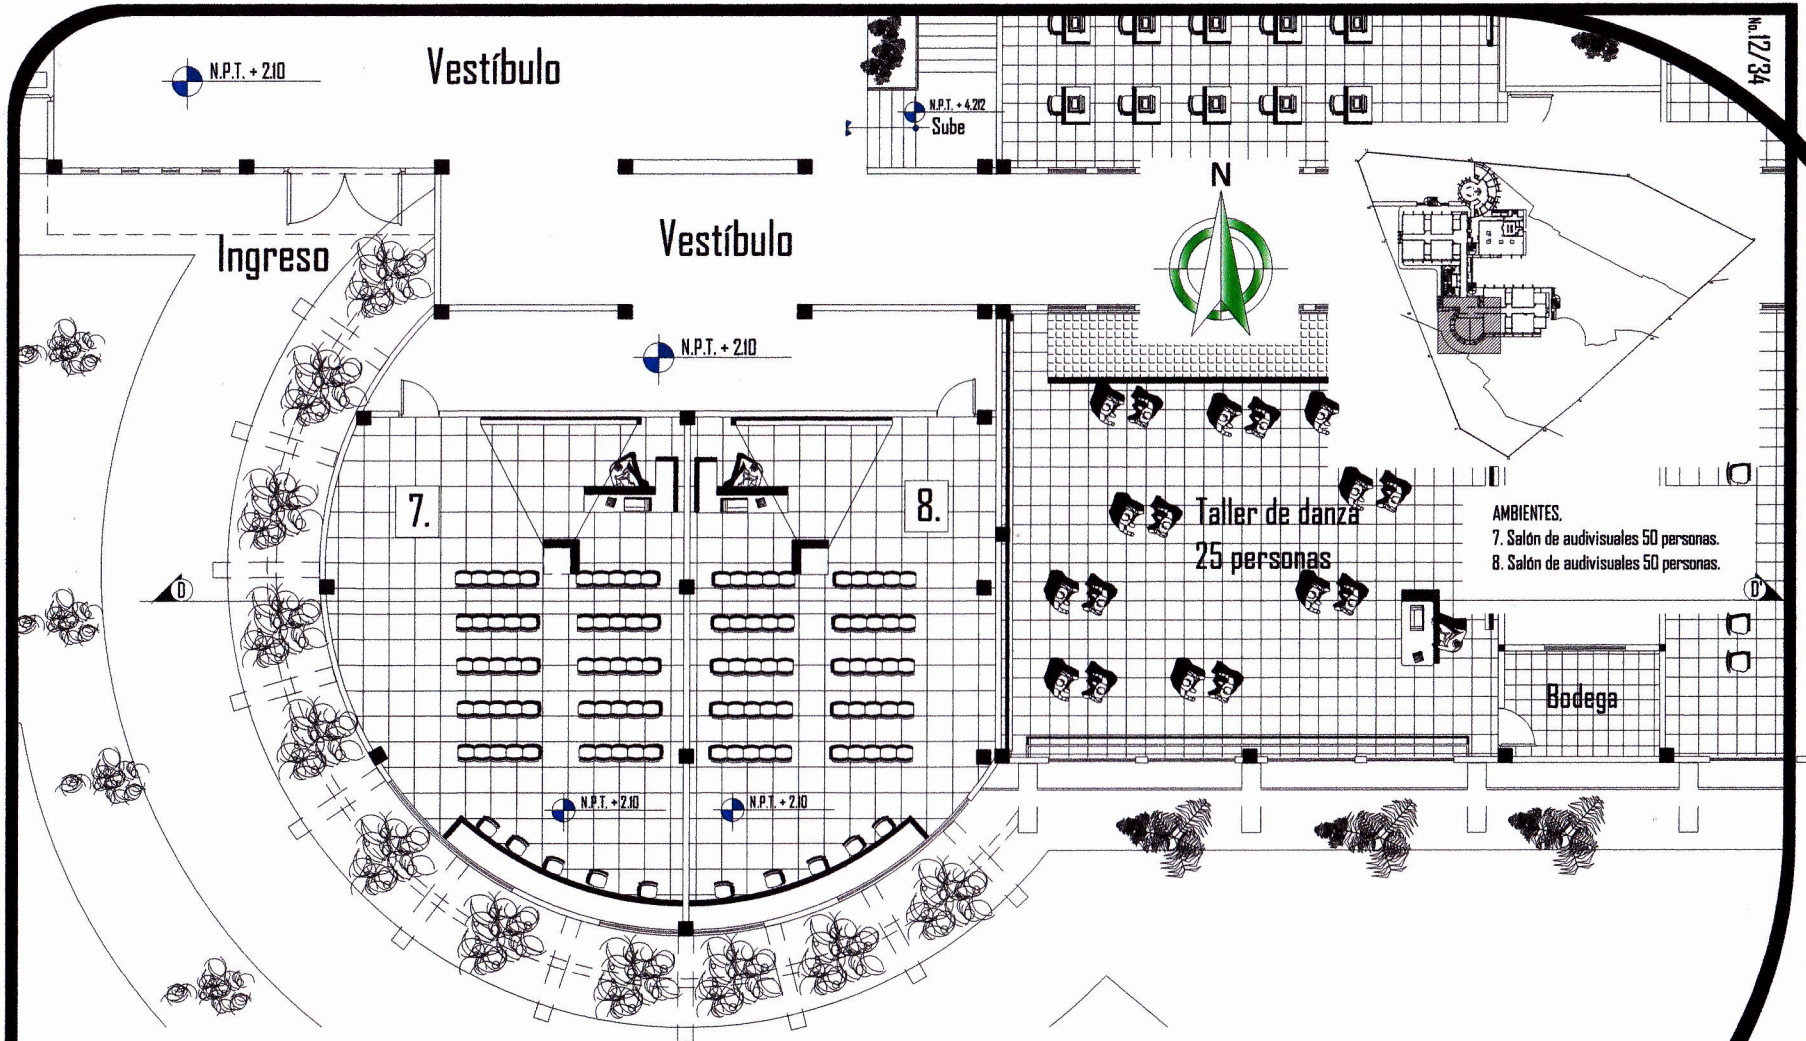 No. 12/34
N.P.T. + 2.10
Vestíbulo
N.P.T. + 4.212
Sube
N
Ingreso
Vestíbulo
N.P.T. + 2.10
7.
8.
Taller de danza
25 personas
AMBIENTES.
7. Salón de audivisuales 50 personas.
8. Salón de audivisuales 50 personas.
D
D'
Bodega
N.P.T. + 2.10
N.P.T. + 2.10